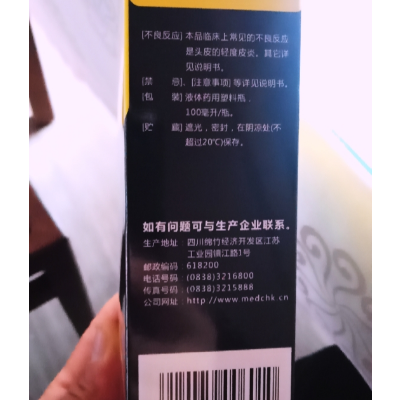 [不良反应] 本品临床上常见的不良反应
是头皮的轻度皮炎。其它详
见说明书。
[禁 忌]、[注意事项] 等详见说明书。
[包 装] 液体药用塑料瓶,
100毫升/瓶。
[贮 藏] 遮光,密封,在阴凉处(不
超过20℃)保存。
如有问题可与生产企业联系。
生产地址 四川绵竹经济开发区江苏
工业园锦江路1号
邮政编码 618200
电话号码 (0838)3216800
传真号码 (0838)3215888
公司网址: http://www.medchk.cn